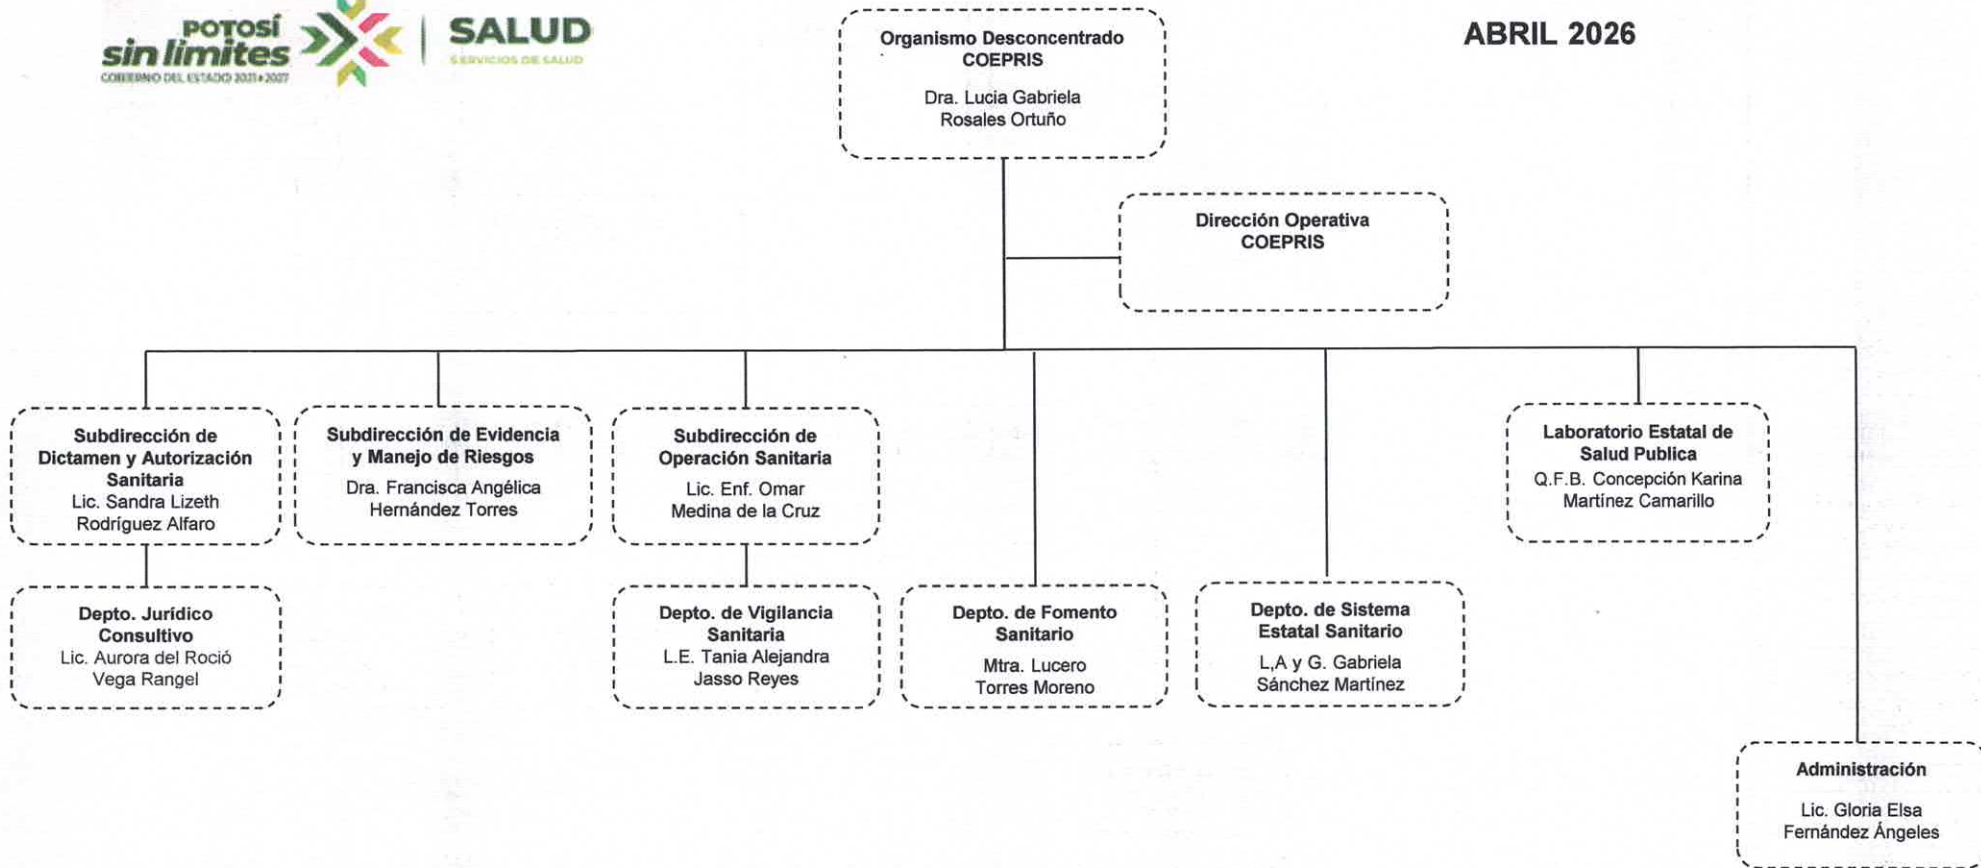 POTOSÍ
sin límites
GOBIERNO DEL ESTADO 2021•2027
SALUD
SERVICIOS DE SALUD
Organismo Desconcentrado
COEPRIS
Dra. Lucia Gabriela
Rosales Ortuño
ABRIL 2026
Dirección Operativa
COEPRIS
Subdirección de
Dictamen y Autorización
Sanitaria
Lic. Sandra Lizeth
Rodríguez Alfaro
Subdirección de Evidencia
y Manejo de Riesgos
Dra. Francisca Angélica
Hernández Torres
Subdirección de
Operación Sanitaria
Lic. Enf. Omar
Medina de la Cruz
Laboratorio Estatal de
Salud Publica
Q.F.B. Concepción Karina
Martínez Camarillo
Depto. Jurídico
Consultivo
Lic. Aurora del Roció
Vega Rangel
Depto. de Vigilancia
Sanitaria
L.E. Tania Alejandra
Jasso Reyes
Depto. de Fomento
Sanitario
Mtra. Lucero
Torres Moreno
Depto. de Sistema
Estatal Sanitario
L,A y G. Gabriela
Sánchez Martínez
Administración
Lic. Gloria Elsa
Fernández Ángeles